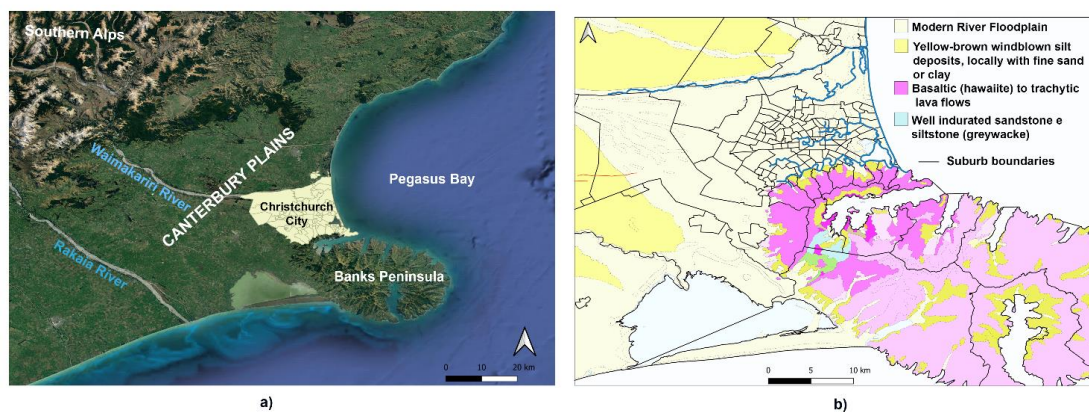 Southern Alps
Waimakariri River
CANTERBURY PLAINS
Christchurch
City
Pegasus Bay
Rakaia River
Banks Peninsula
0 10 20 km
a)
Modern River Floodplain
Yellow-brown windblown silt
deposits, locally with fine sand
or clay
Basaltic (hawaiite) to trachytic
lava flows
Well indurated sandstone e
siltstone (greywacke)
Suburb boundaries
0 5 10 km
b)